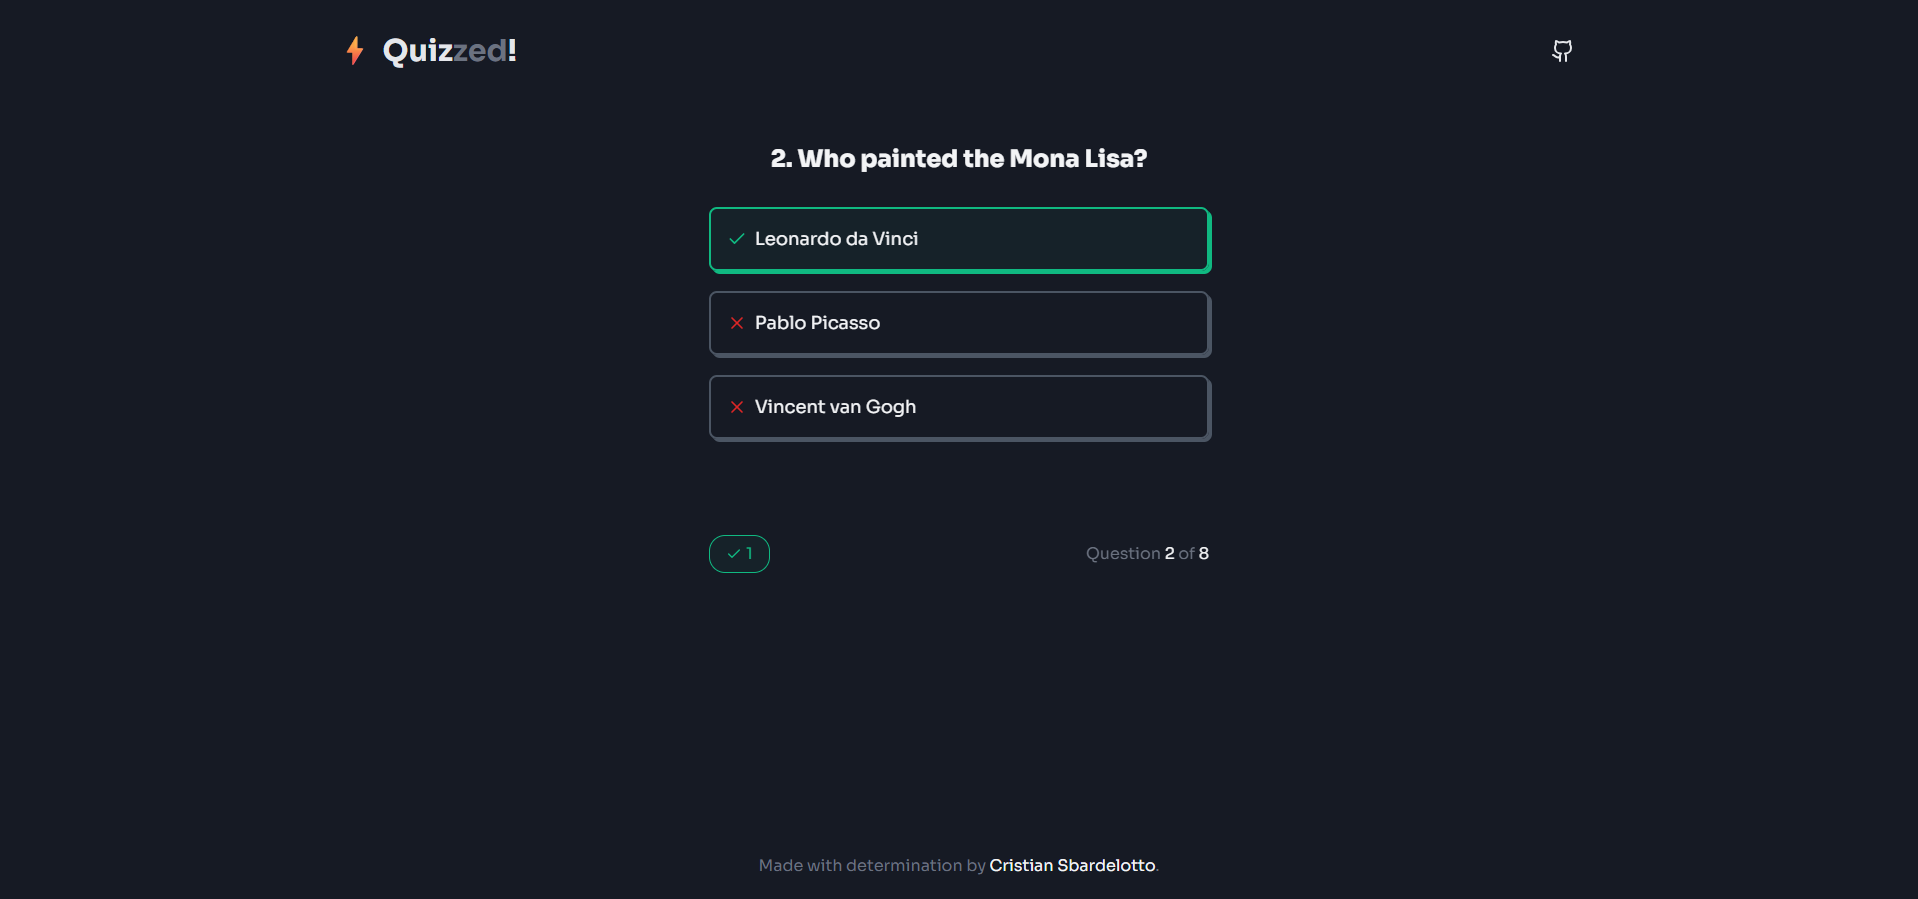 Quizzed!
2. Who painted the Mona Lisa?
Leonardo da Vinci
Pablo Picasso
Vincent van Gogh
1
Question 2 of 8
Made with determination by Cristian Sbardelotto.